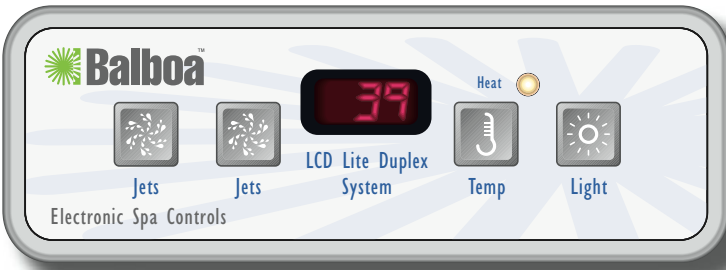 Balboa™
39
Heat
Jets
Jets
LCD Lite Duplex
System
Temp
Light
Electronic Spa Controls